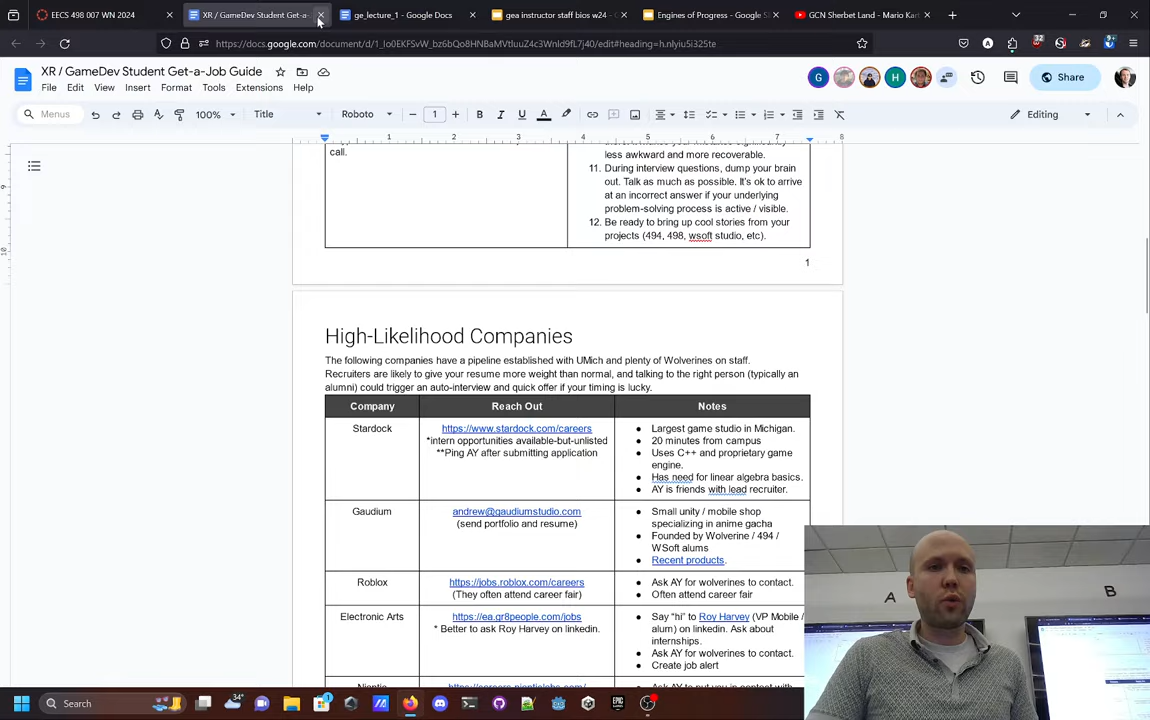 EECS 498 007 WN 2024
XR / GameDev Student Get-a-
ge_lecture_1 - Google Docs
gea instructor staff bios w24 -
Engines of Progress - Google S
GCN Sherbet Land - Mario Kar
https://docs.google.com/document/d/1_Io0EKFSvW_bz6bQo8HNBaMVtluuZ4c3Wnld9fL7j40/edit#heading=h.nlyiu5i325te
XR / GameDev Student Get-a-Job Guide
File Edit View Insert Format Tools Extensions Help
Share
Menus
100%
Title
Roboto
1
Editing
1 2 3 4 5 6 7 8
call.
less awkward and more recoverable.
11. During interview questions, dump your brain
out. Talk as much as possible. It's ok to arrive
at an incorrect answer if your underlying
problem-solving process is active / visible.
12. Be ready to bring up cool stories from your
projects (494, 498, wsoft studio, etc).
1
High-Likelihood Companies
The following companies have a pipeline established with UMich and plenty of Wolverines on staff.
Recruiters are likely to give your resume more weight than normal, and talking to the right person (typically an
alumni) could trigger an auto-interview and quick offer if your timing is lucky.
Company
Reach Out
Notes
Stardock
https://www.stardock.com/careers
*intern opportunities available-but-unlisted
**Ping AY after submitting application
Largest game studio in Michigan.
20 minutes from campus
Uses C++ and proprietary game
engine.
Has need for linear algebra basics.
AY is friends with lead recruiter.
Gaudium
andrew@gaudiumstudio.com
(send portfolio and resume)
Small unity / mobile shop
specializing in anime gacha
Founded by Wolverine / 494 /
WSoft alums
Recent products.
Roblox
https://jobs.roblox.com/careers
(They often attend career fair)
Ask AY for wolverines to contact.
Often attend career fair
Electronic Arts
https://ea.gr8people.com/jobs
* Better to ask Roy Harvey on linkedin.
Say "hi" to Roy Harvey (VP Mobile /
alum) on linkedin. Ask about
internships.
Ask AY for wolverines to contact.
Create job alert
A
B
Search
34°